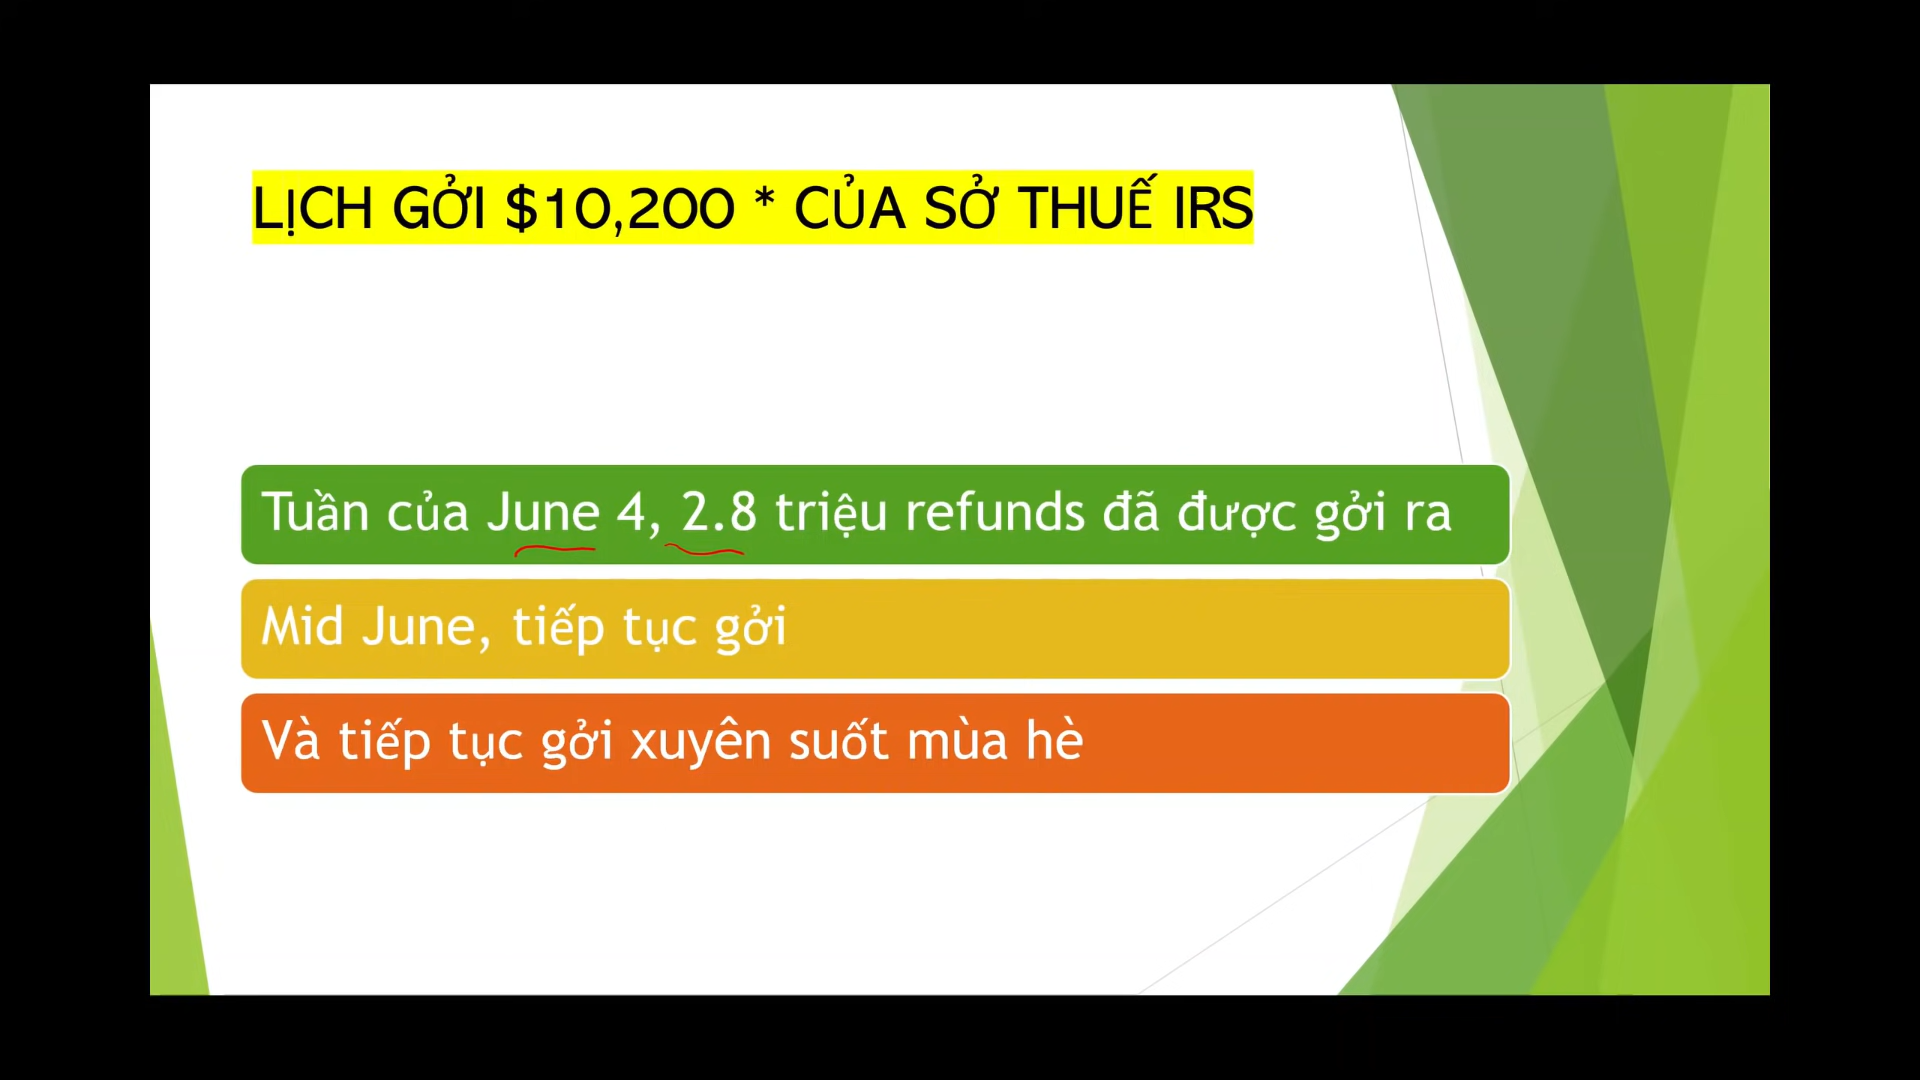 LỊCH GỞI $10,200 * CỦA SỞ THUẾ IRS
Tuần của June 4, 2.8 triệu refunds đã được gởi ra
Mid June, tiếp tục gởi
Và tiếp tục gởi xuyên suốt mùa hè